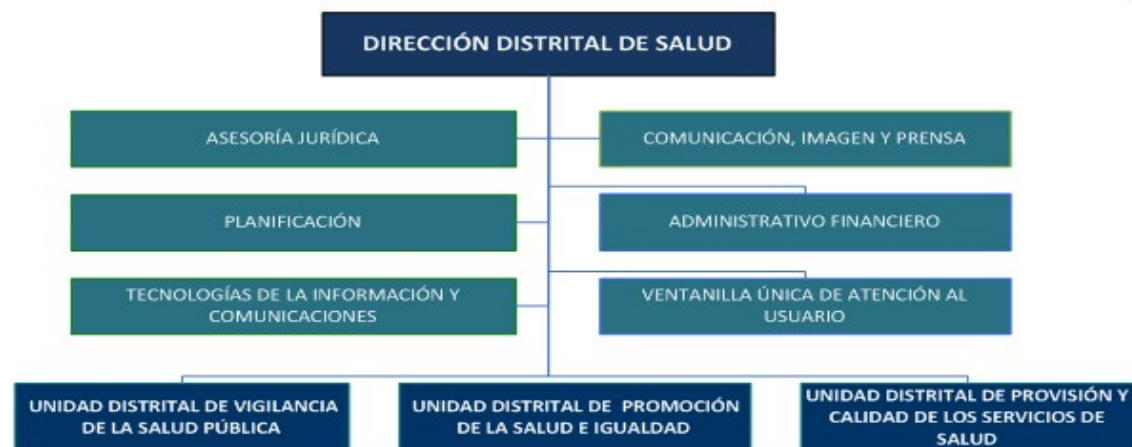 DIRECCIÓN DISTRITAL DE SALUD
ASESORÍA JURÍDICA
COMUNICACIÓN, IMAGEN Y PRENSA
PLANIFICACIÓN
ADMINISTRATIVO FINANCIERO
TECNOLOGÍAS DE LA INFORMACIÓN Y
COMUNICACIONES
VENTANILLA ÚNICA DE ATENCIÓN AL
USUARIO
UNIDAD DISTRITAL DE VIGILANCIA
DE LA SALUD PÚBLICA
UNIDAD DISTRITAL DE PROMOCIÓN
DE LA SALUD E IGUALDAD
UNIDAD DISTRITAL DE PROVISIÓN Y
CALIDAD DE LOS SERVICIOS DE
SALUD